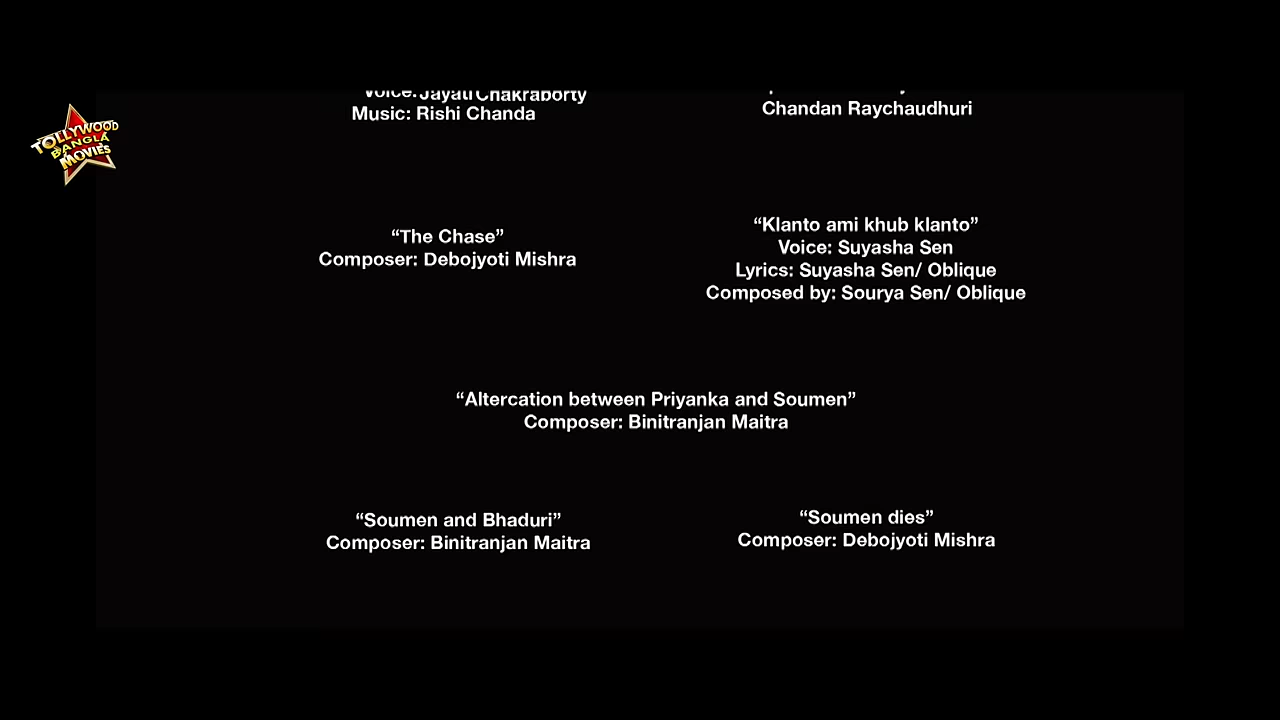 TOLLYWOOD
BANGLA
MOVIES
Voice: Jayati Chakraborty
Music: Rishi Chanda
Chandan Raychaudhuri
“The Chase”
Composer: Debojyoti Mishra
“Klanto ami khub klanto”
Voice: Suyasha Sen
Lyrics: Suyasha Sen/ Oblique
Composed by: Sourya Sen/ Oblique
“Altercation between Priyanka and Soumen”
Composer: Binitranjan Maitra
“Soumen and Bhaduri”
Composer: Binitranjan Maitra
“Soumen dies”
Composer: Debojyoti Mishra